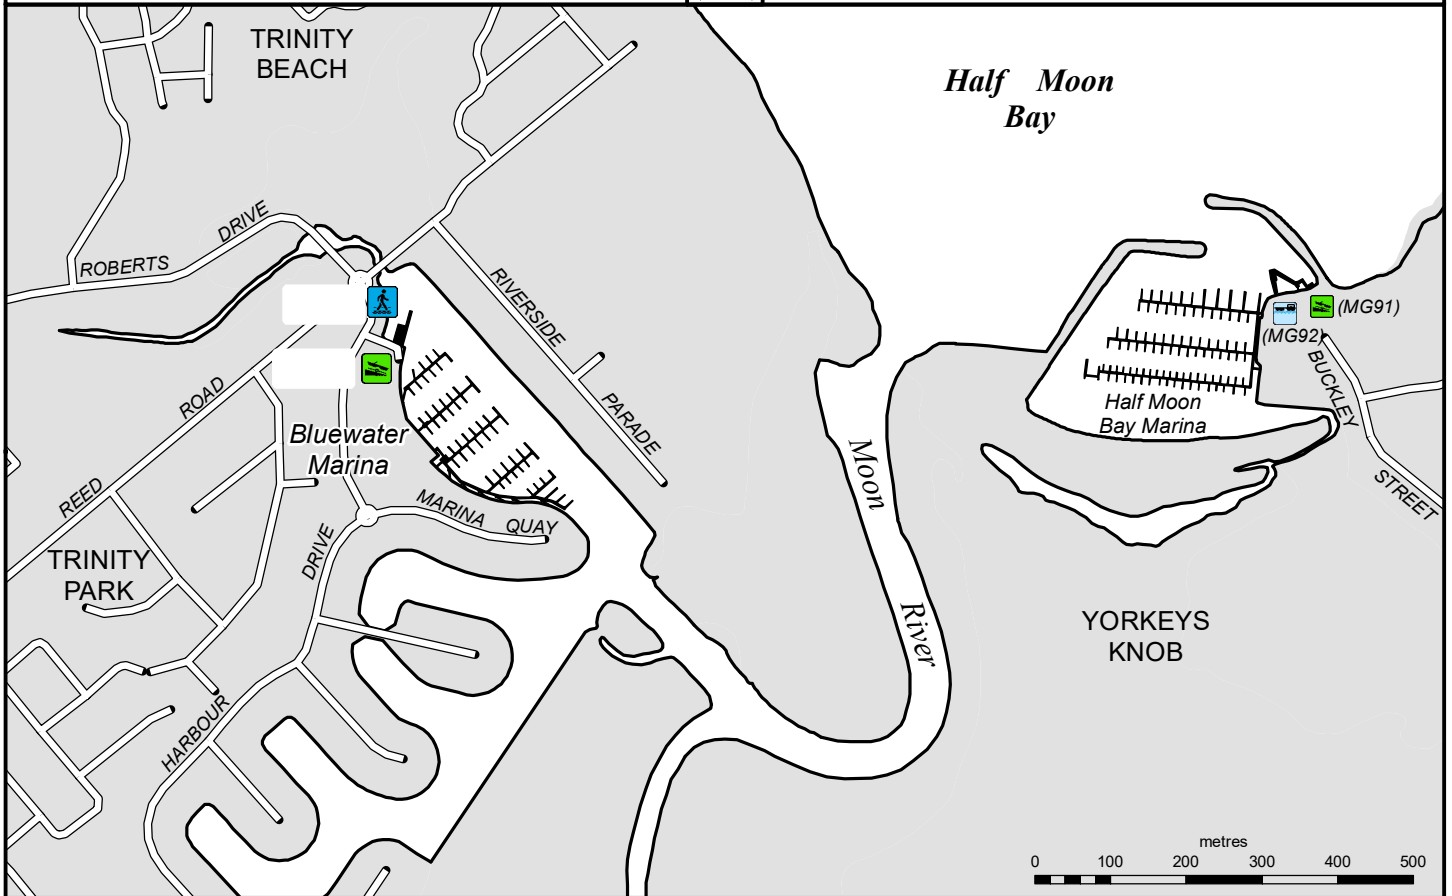 TRINITY
BEACH
Half Moon
Bay
ROBERTS
DRIVE
RIVERSIDE
PARADE
(MG91)
(MG92)
BUCKLEY
STREET
Half Moon
Bay Marina
REED
ROAD
Bluewater
Marina
MARINA QUAY
Moon
River
TRINITY
PARK
HARBOUR
DRIVE
YORKEYS
KNOB
metres
0 100 200 300 400 500